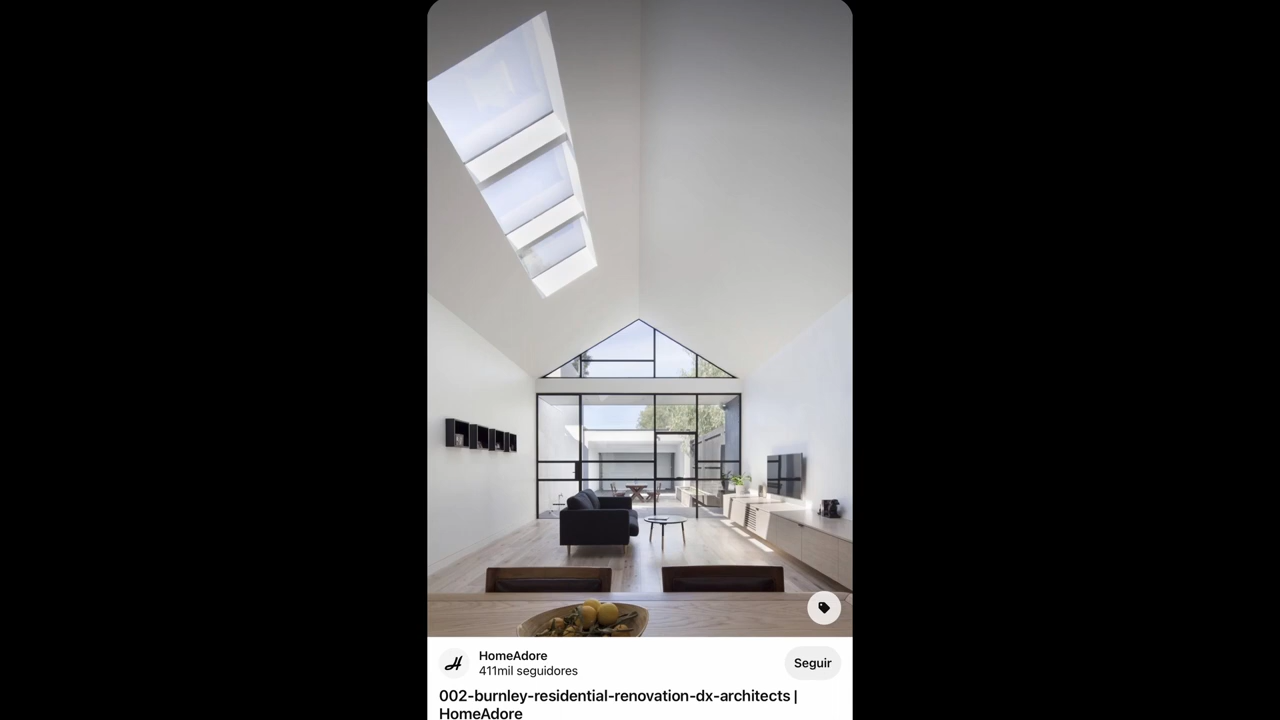 HomeAdore
411mil seguidores
Seguir
002-burnley-residential-renovation-dx-architects |
HomeAdore